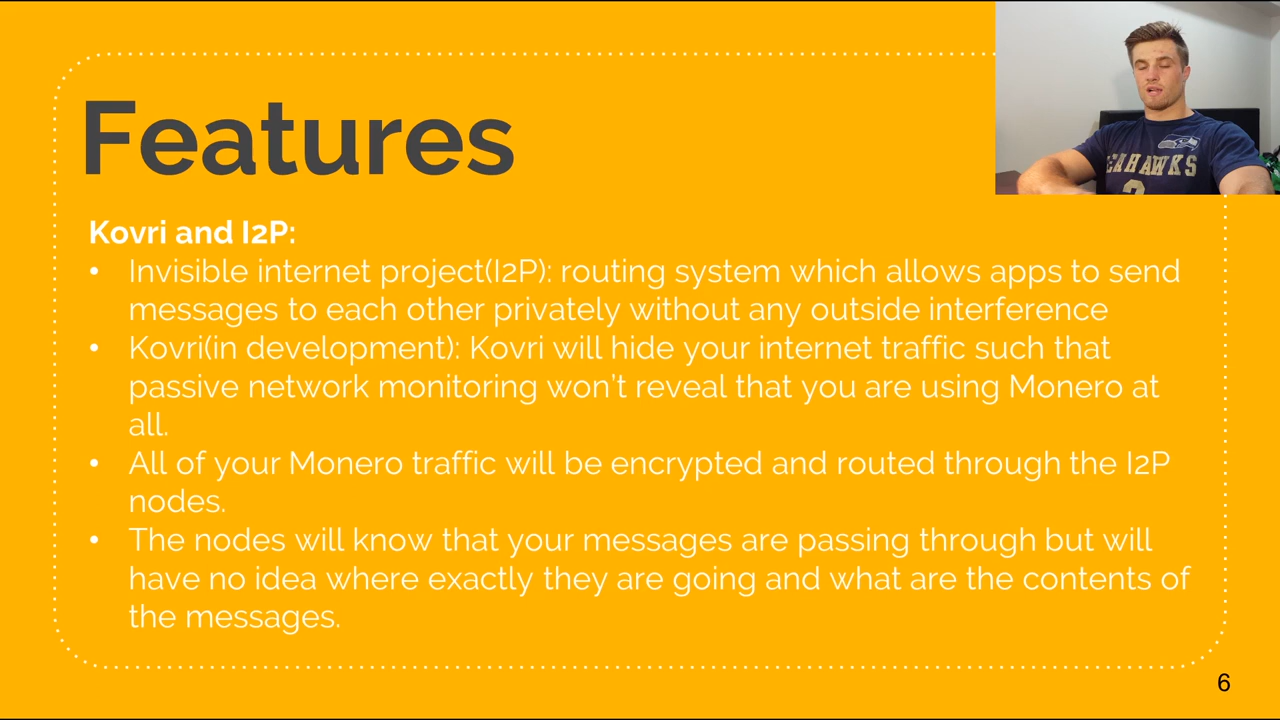 Features
EAHAWKS
2
Kovri and I2P:
• Invisible internet project(I2P): routing system which allows apps to send
messages to each other privately without any outside interference
• Kovri(in development): Kovri will hide your internet traffic such that
passive network monitoring won't reveal that you are using Monero at
all.
• All of your Monero traffic will be encrypted and routed through the I2P
nodes.
• The nodes will know that your messages are passing through but will
have no idea where exactly they are going and what are the contents of
the messages.
6